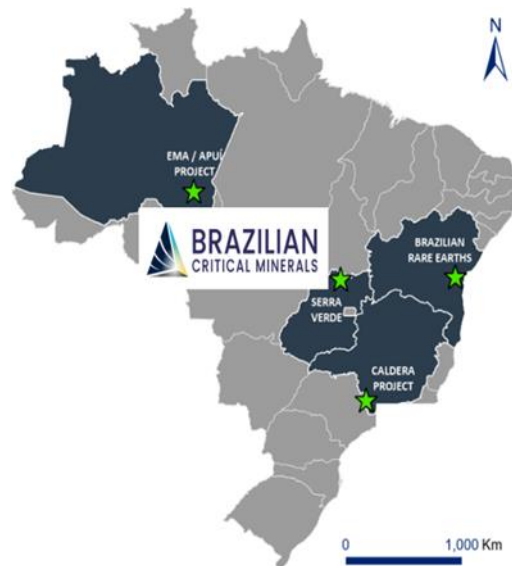 N
EMA / APUÍ
PROJECT
BRAZILIAN
CRITICAL MINERALS
BRAZILIAN
RARE EARTHS
SERRA
VERDE
CALDERA
PROJECT
0 1,000 Km